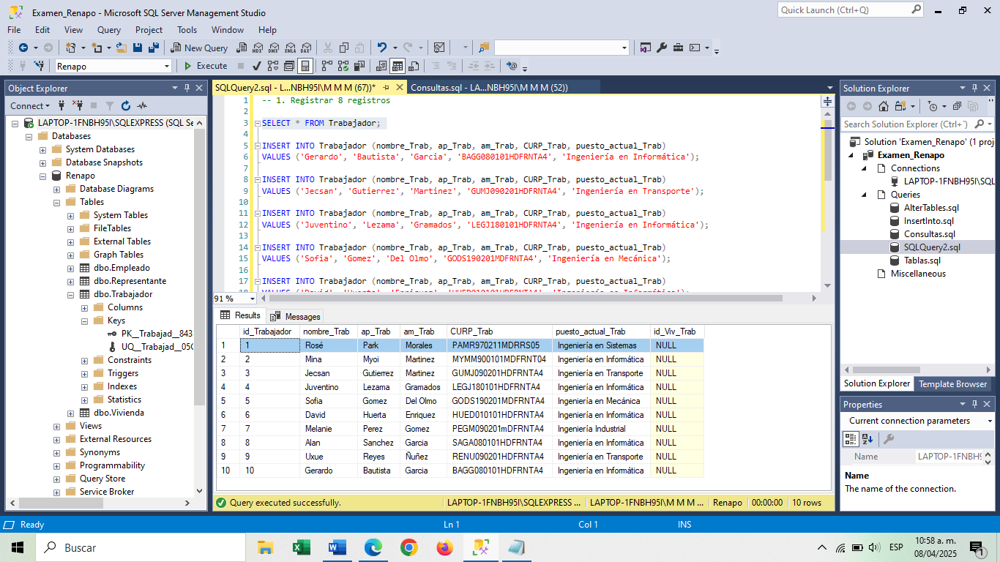 Examen_Renapo - Microsoft SQL Server Management Studio
Quick Launch (Ctrl+Q)
File Edit View Query Project Tools Window Help
New Query MDX DMX XMLA DAX
Renapo Execute
Object Explorer
Connect
LAPTOP-1FNBH95I\SQLEXPRESS (SQL Se
Databases
System Databases
Database Snapshots
Renapo
Database Diagrams
Tables
System Tables
FileTables
External Tables
Graph Tables
dbo.Empleado
dbo.Representante
dbo.Trabajador
Columns
Keys
PK__Trabajad__843
UQ__Trabajad__05C
Constraints
Triggers
Indexes
Statistics
dbo.Vivienda
Views
External Resources
Synonyms
Programmability
Query Store
Service Broker
SQLQuery2.sql - L...NBH95I\M M M (67))* Consultas.sql - LA...NBH95I\M M M (52))
1 -- 1. Registrar 8 registros
2
3 SELECT * FROM Trabajador;
4
5 INSERT INTO Trabajador (nombre_Trab, ap_Trab, am_Trab, CURP_Trab, puesto_actual_Trab)
6 VALUES ('Gerardo', 'Bautista', 'Garcia', 'BAGG080101HDFRNTA4', 'Ingeniería en Informática');
7
8 INSERT INTO Trabajador (nombre_Trab, ap_Trab, am_Trab, CURP_Trab, puesto_actual_Trab)
9 VALUES ('Jecsan', 'Gutierrez', 'Martinez', 'GUMJ090201HDFRNTA4', 'Ingeniería en Transporte');
10
11 INSERT INTO Trabajador (nombre_Trab, ap_Trab, am_Trab, CURP_Trab, puesto_actual_Trab)
12 VALUES ('Juventino', 'Lezama', 'Gramados', 'LEGJ180101HDFRNTA4', 'Ingeniería en Informática');
13
14 INSERT INTO Trabajador (nombre_Trab, ap_Trab, am_Trab, CURP_Trab, puesto_actual_Trab)
15 VALUES ('Sofia', 'Gomez', 'Del Olmo', 'GODS190201MDFRNTA4', 'Ingeniería en Mecánica');
16
17 INSERT INTO Trabajador (nombre_Trab, ap_Trab, am_Trab, CURP_Trab, puesto_actual_Trab)
18 VALUES ('David', 'Huerta', 'Enriquez', 'HUED010101HDFRNTA4', 'Ingeniería en Informática');
91 %
Results Messages
id_Trabajador nombre_Trab ap_Trab am_Trab CURP_Trab puesto_actual_Trab id_Viv_Trab
1 1 Rosé Park Morales PAMR970211MDRRS05 Ingeniería en Sistemas NULL
2 2 Mina Myoi Martinez MYMM900101MDFRNT04 Ingeniería en Informática NULL
3 3 Jecsan Gutierrez Martinez GUMJ090201HDFRNTA4 Ingeniería en Transporte NULL
4 4 Juventino Lezama Gramados LEGJ180101HDFRNTA4 Ingeniería en Informática NULL
5 5 Sofia Gomez Del Olmo GODS190201MDFRNTA4 Ingeniería en Mecánica NULL
6 6 David Huerta Enriquez HUED010101HDFRNTA4 Ingeniería en Informática NULL
7 7 Melanie Perez Gomez PEGM090201mDFRNTA4 Ingeniería Industrial NULL
8 8 Alan Sanchez Garcia SAGA080101HDFRNTA4 Ingeniería en Informática NULL
9 9 Uxue Reyes Ñuñez RENU090201HDFRNTA4 Ingeniería en Transporte NULL
10 10 Gerardo Bautista Garcia BAGG080101HDFRNTA4 Ingeniería en Informática NULL
Query executed successfully. LAPTOP-1FNBH95I\SQLEXPRESS ... LAPTOP-1FNBH95I\M M M ... Renapo 00:00:00 10 rows
Solution Explorer
Search Solution Explorer (Ctrl+
Solution 'Examen_Renapo' (1 proj
Examen_Renapo
Connections
LAPTOP-1FNBH95I\SQL
Queries
AlterTables.sql
InsertInto.sql
Consultas.sql
SQLQuery2.sql
Tablas.sql
Miscellaneous
Solution Explorer Template Browser
Properties
Current connection parameters
Name LAPTOP-1FNBH9
Name
The name of the connection.
Ready Ln 1 Col 1 INS
Buscar
ESP
10:58 a. m.
08/04/2025
1